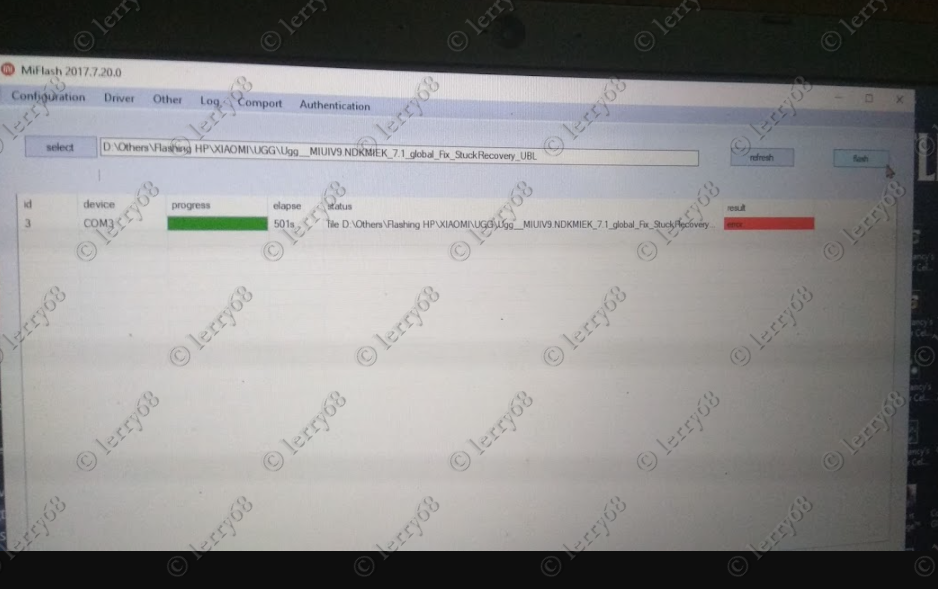 MiFlash 2017.7.20.0
Configuration Driver Other Log Comport Authentication
select D:\Others\Flashing HP\XIAOMI\UGG\Ugg__MIUIV9.NDKMIEK_7.1_global_Fix_StuckRecovery_UBL refresh flash
id device progress elapse status result
3 COM3 501s file D:\Others\Flashing HP\XIAOMI\UGG\Ugg__MIUIV9.NDKMIEK_7.1_global_Fix_StuckRecovery... error
© lerry68